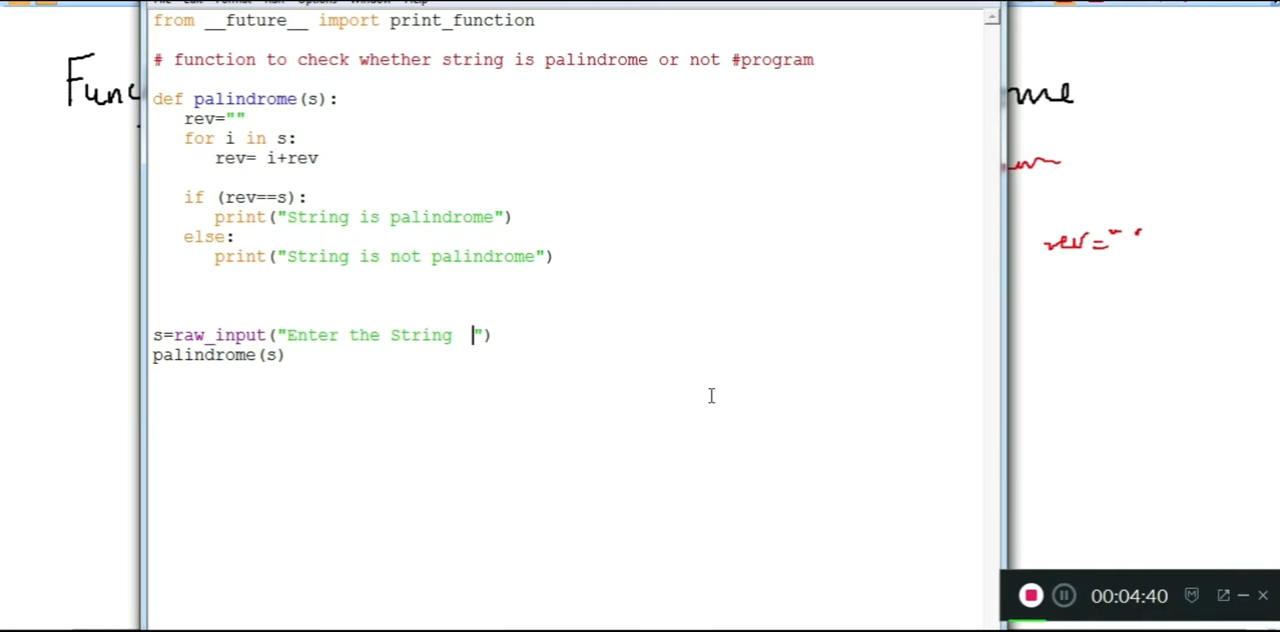 from __future__ import print_function
# function to check whether string is palindrome or not #program
Func
me
def palindrome(s):
rev=""
for i in s:
rev= i+rev
if (rev==s):
print("String is palindrome")
else:
rev=" "
print("String is not palindrome")
s=raw_input("Enter the String  ")
palindrome(s)
00:04:40